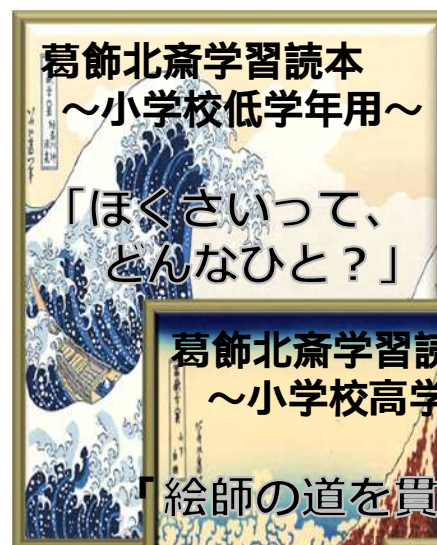 葛飾北斎学習読本
～小学校低学年用～
「ほくさいって、
どんなひと？」
葛飾北斎学習読
～小学校高学
「絵師の道を貫